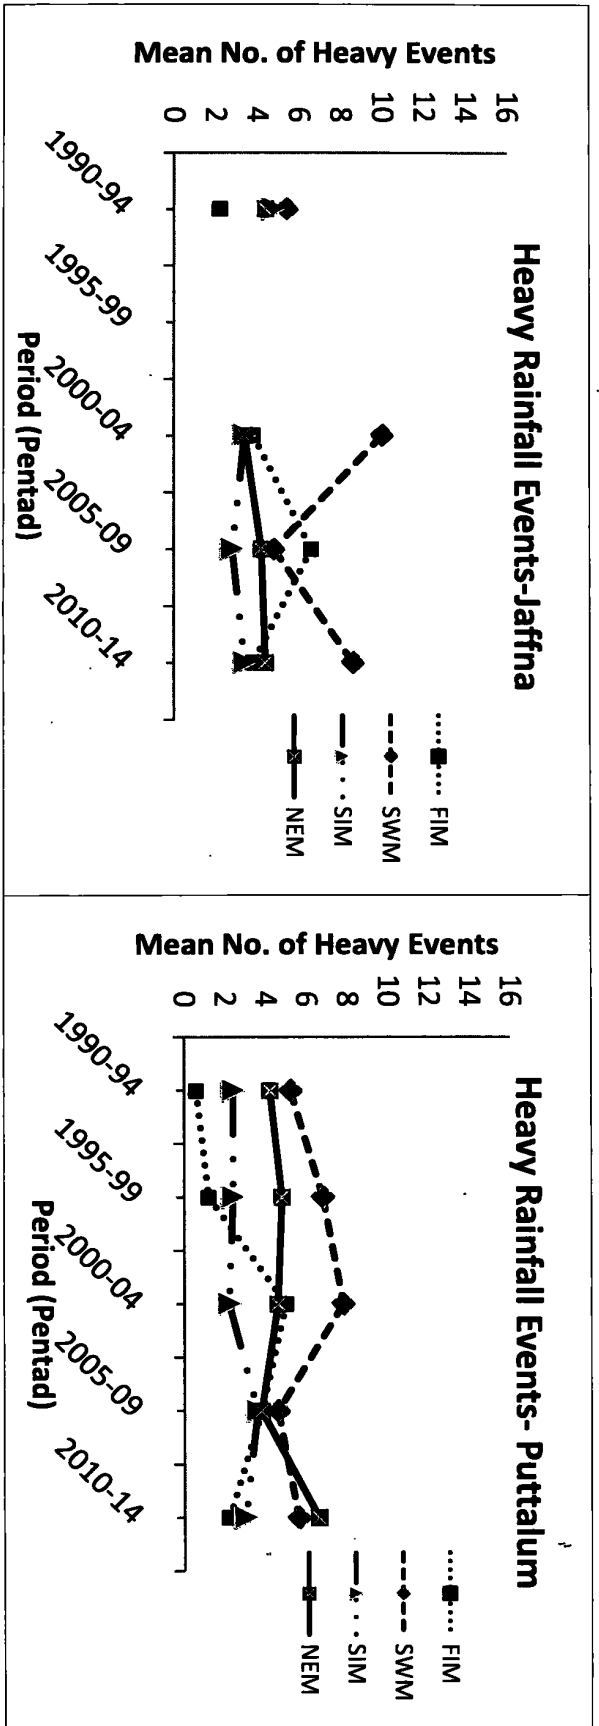 Heavy Rainfall Events-Jaffna
Mean No. of Heavy Events
16
14
12
10
8
6
4
2
0
1990-94
1995-99
2000-04
2005-09
2010-14
Period (Pentad)
FIM
SWM
SIM
NEM
Heavy Rainfall Events- Puttalum
Mean No. of Heavy Events
16
14
12
10
8
6
4
2
0
1990-94
1995-99
2000-04
2005-09
2010-14
Period (Pentad)
FIM
SWM
SIM
NEM